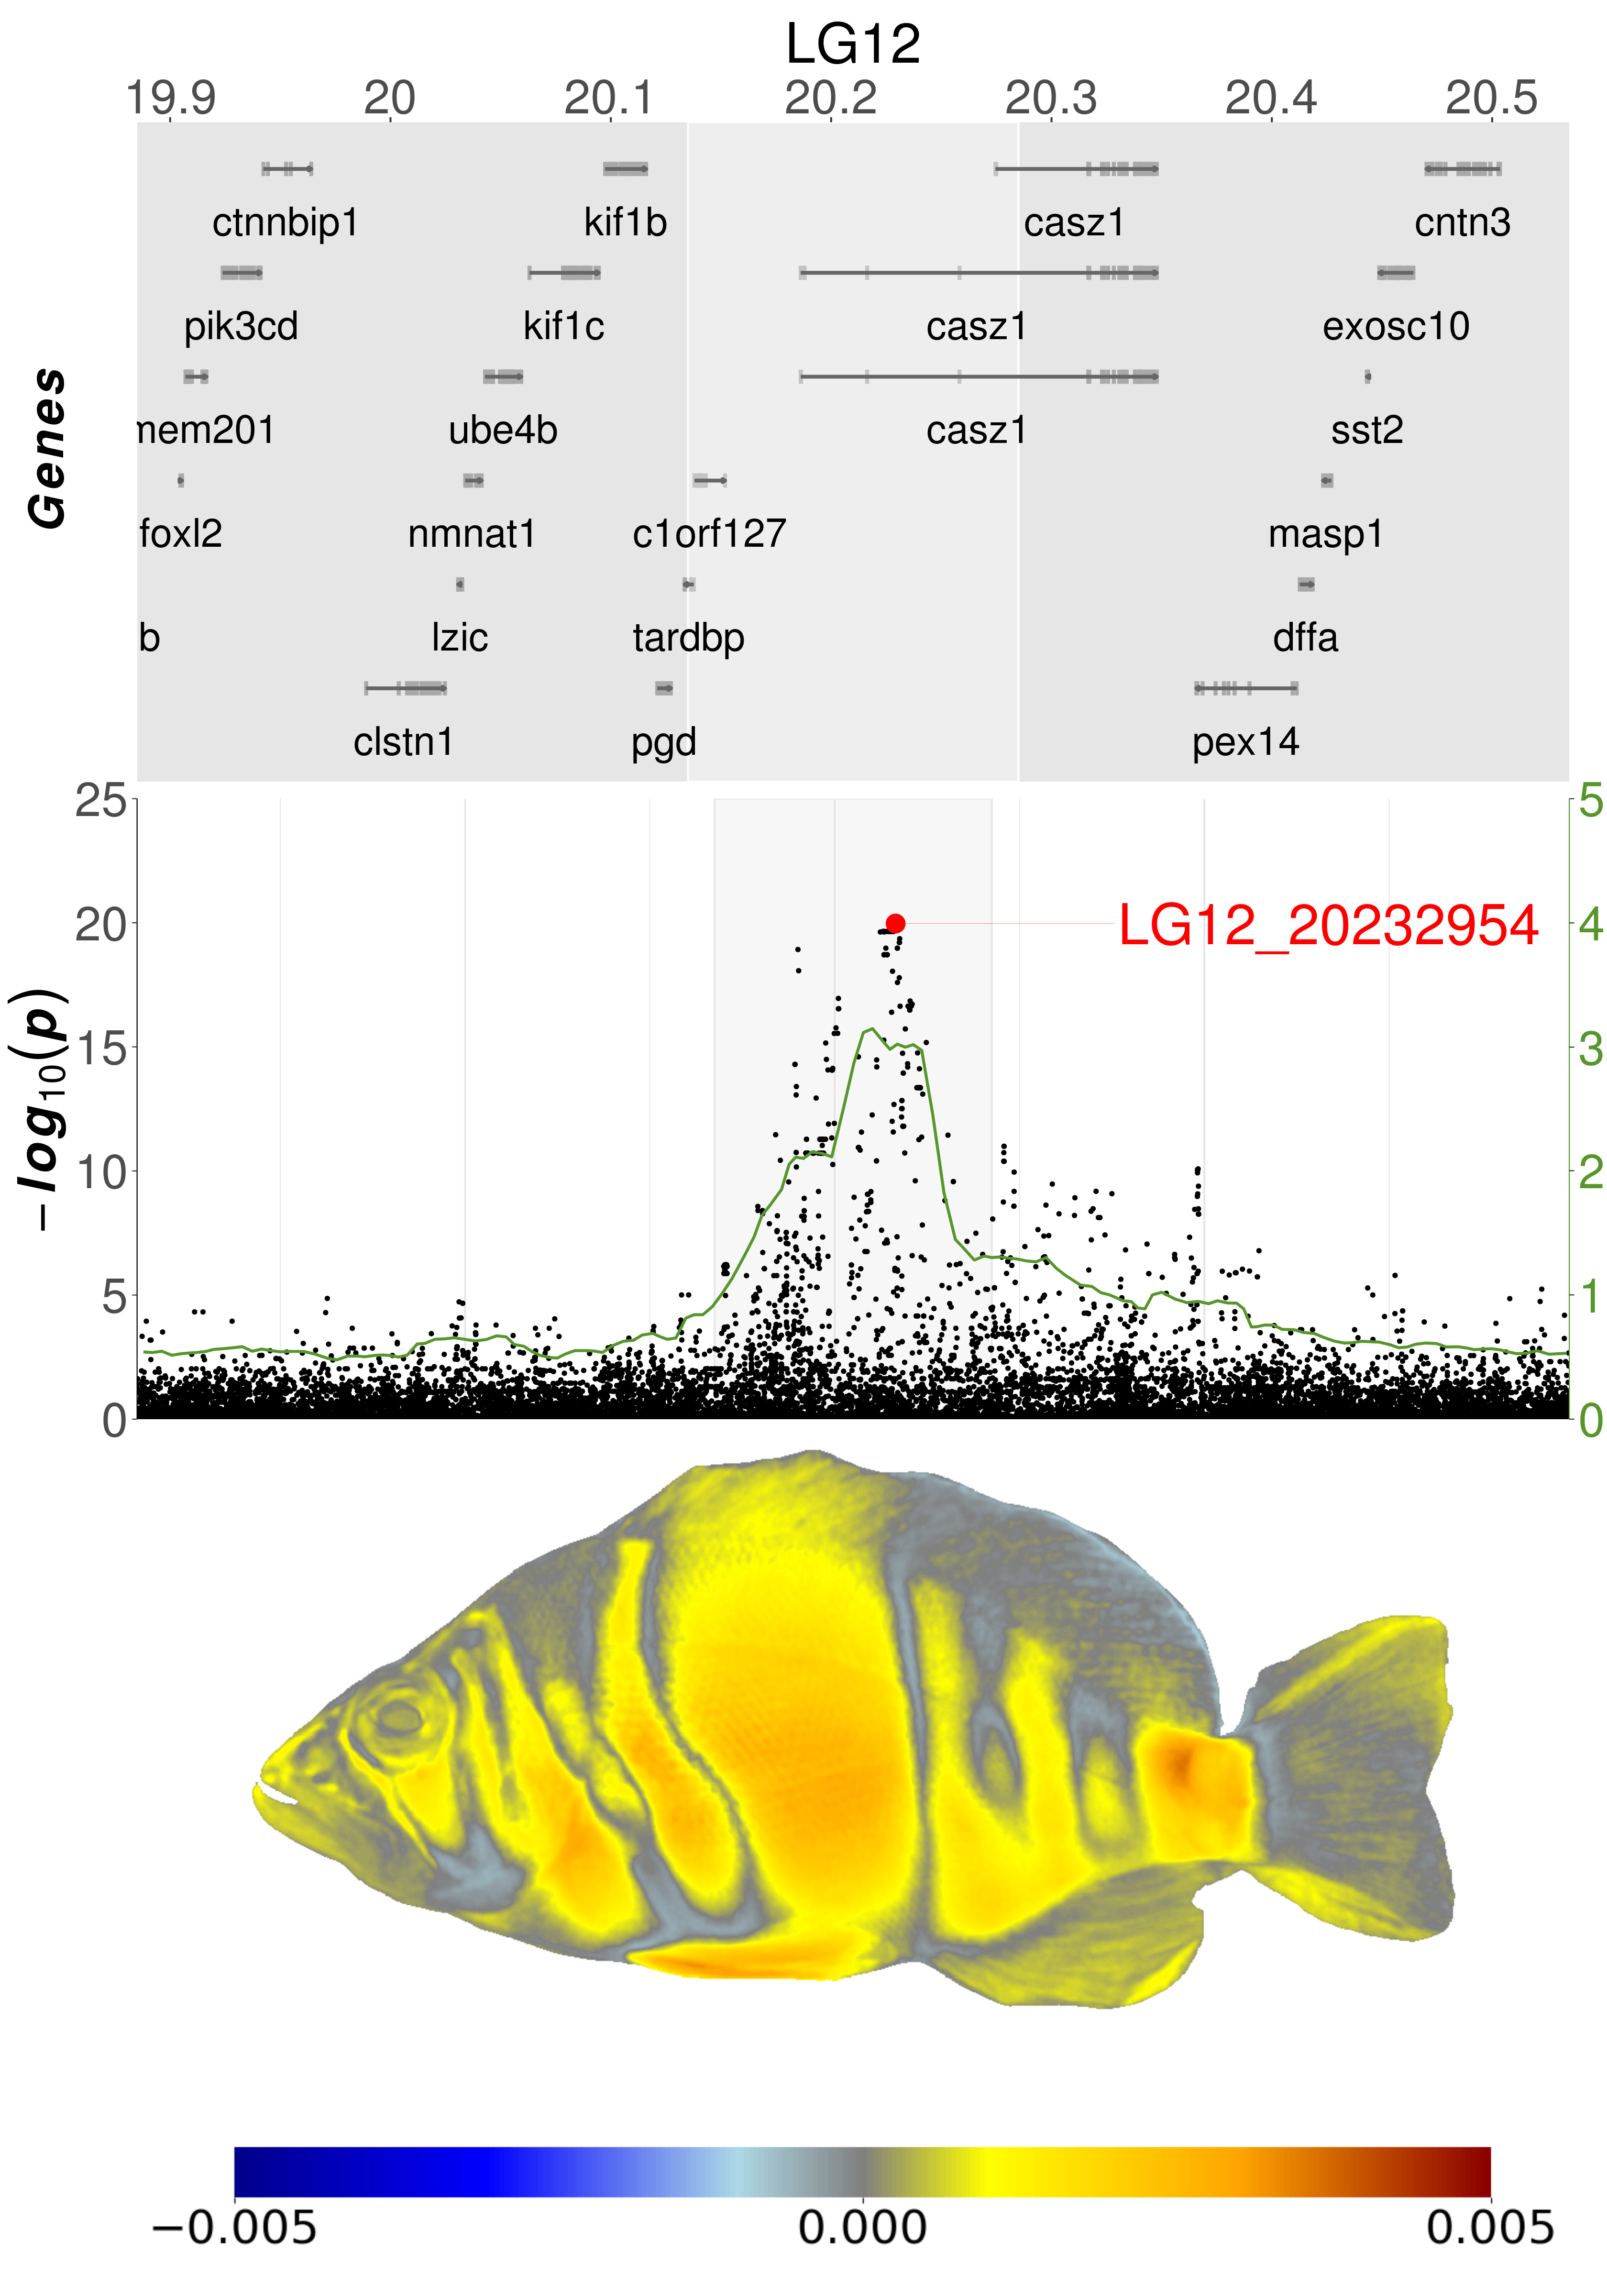 LG12
19.9 20 20.1 20.2 20.3 20.4 20.5
ctnnbip1 kif1b casz1 cntn3
pik3cd kif1c casz1 exosc10
mem201 ube4b casz1 sst2
foxl2 nmnat1 c1orf127 masp1
b lzic tardbp dffa
clstn1 pgd pex14
Genes
25 5
20 LG12_20232954 4
15 3
10 2
5 1
0 0
−log10(p)
−0.005 0.000 0.005